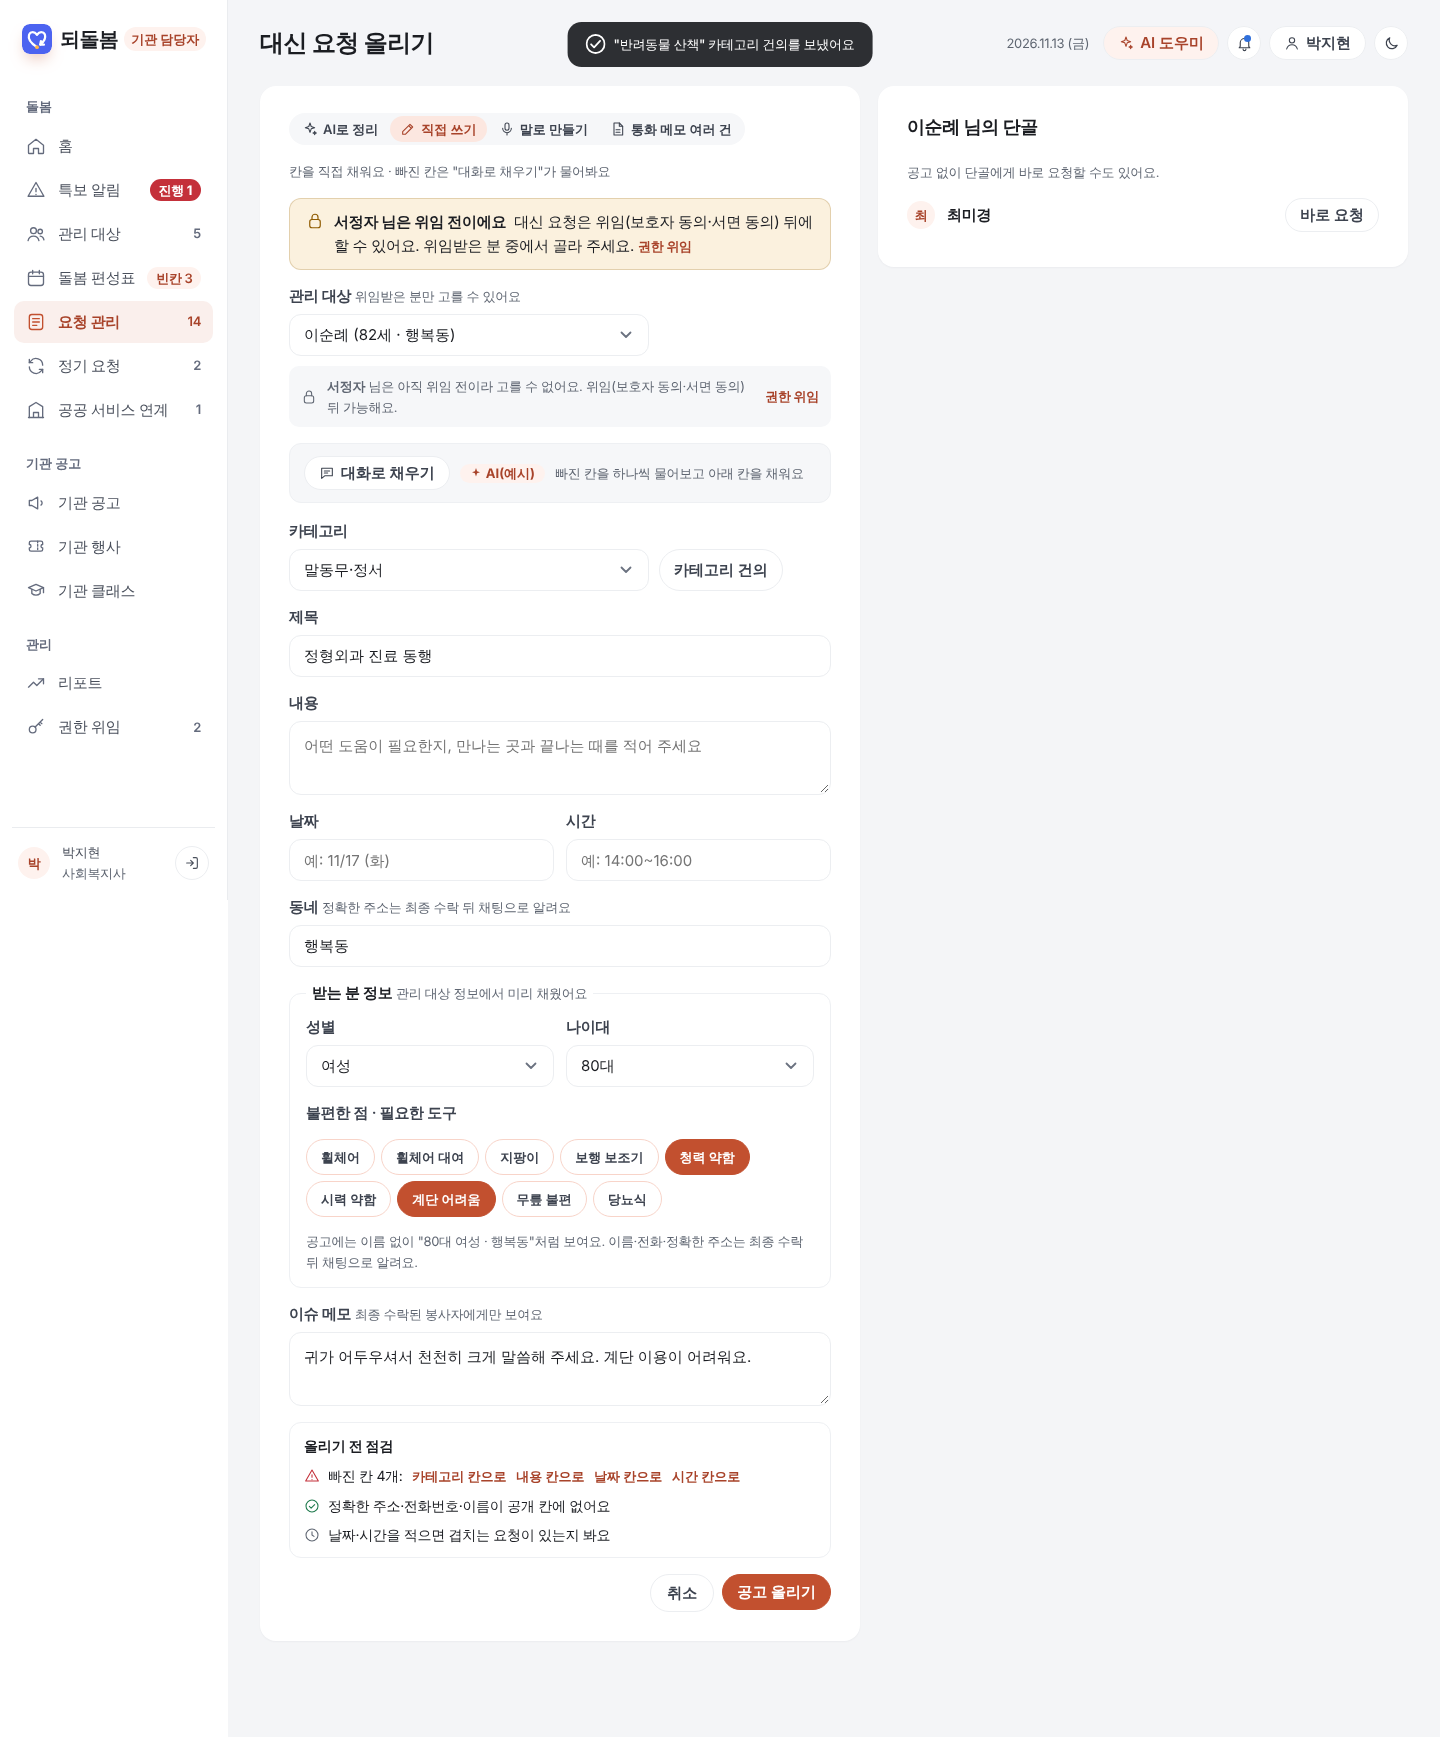 되돌봄 기관 담당자
돌봄
홈
특보 알림 진행 1
관리 대상 5
돌봄 편성표 빈칸 3
요청 관리 14
정기 요청 2
공공 서비스 연계 1
기관 공고
기관 공고
기관 행사
기관 클래스
관리
리포트
권한 위임 2
박 박지현
사회복지사
대신 요청 올리기
"반려동물 산책" 카테고리 건의를 보냈어요
2026.11.13 (금) AI 도우미 박지현
AI로 정리 직접 쓰기 말로 만들기 통화 메모 여러 건
칸을 직접 채워요 · 빠진 칸은 "대화로 채우기"가 물어봐요
서정자 님은 위임 전이에요 대신 요청은 위임(보호자 동의·서면 동의) 뒤에
할 수 있어요. 위임받은 분 중에서 골라 주세요. 권한 위임
관리 대상 위임받은 분만 고를 수 있어요
이순례 (82세 · 행복동)
서정자 님은 아직 위임 전이라 고를 수 없어요. 위임(보호자 동의·서면 동의)
뒤 가능해요.
권한 위임
대화로 채우기 AI(예시) 빠진 칸을 하나씩 물어보고 아래 칸을 채워요
카테고리
말동무·정서 카테고리 건의
제목
정형외과 진료 동행
내용
어떤 도움이 필요한지, 만나는 곳과 끝나는 때를 적어 주세요
날짜 시간
예: 11/17 (화) 예: 14:00~16:00
동네 정확한 주소는 최종 수락 뒤 채팅으로 알려요
행복동
받는 분 정보 관리 대상 정보에서 미리 채웠어요
성별 나이대
여성 80대
불편한 점 · 필요한 도구
휠체어 휠체어 대여 지팡이 보행 보조기 청력 약함
시력 약함 계단 어려움 무릎 불편 당뇨식
공고에는 이름 없이 "80대 여성 · 행복동"처럼 보여요. 이름·전화·정확한 주소는 최종 수락
뒤 채팅으로 알려요.
이슈 메모 최종 수락된 봉사자에게만 보여요
귀가 어두우셔서 천천히 크게 말씀해 주세요. 계단 이용이 어려워요.
올리기 전 점검
빠진 칸 4개: 카테고리 칸으로 내용 칸으로 날짜 칸으로 시간 칸으로
정확한 주소·전화번호·이름이 공개 칸에 없어요
날짜·시간을 적으면 겹치는 요청이 있는지 봐요
취소 공고 올리기
이순례 님의 단골
공고 없이 단골에게 바로 요청할 수도 있어요.
최 최미경 바로 요청